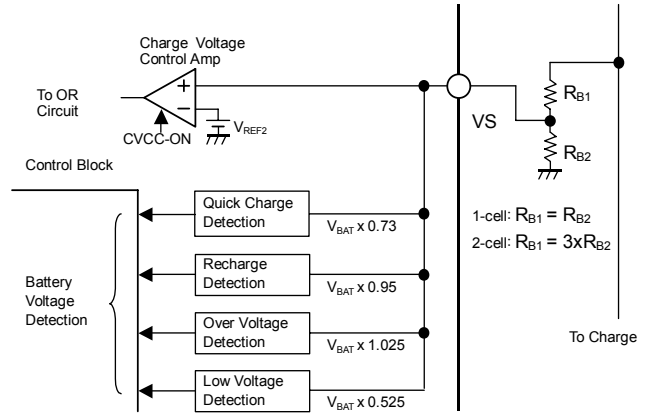 Charge Voltage
Control Amp
To OR
Circuit
+
−
CVCC-ON
VREF2
VS
RB1
RB2
Control Block
Quick Charge
Detection
VBAT x 0.73
1-cell: RB1 = RB2
2-cell: RB1 = 3xRB2
Recharge
Detection
VBAT x 0.95
Battery
Voltage
Detection
Over Voltage
Detection
VBAT x 1.025
To Charge
Low Voltage
Detection
VBAT x 0.525